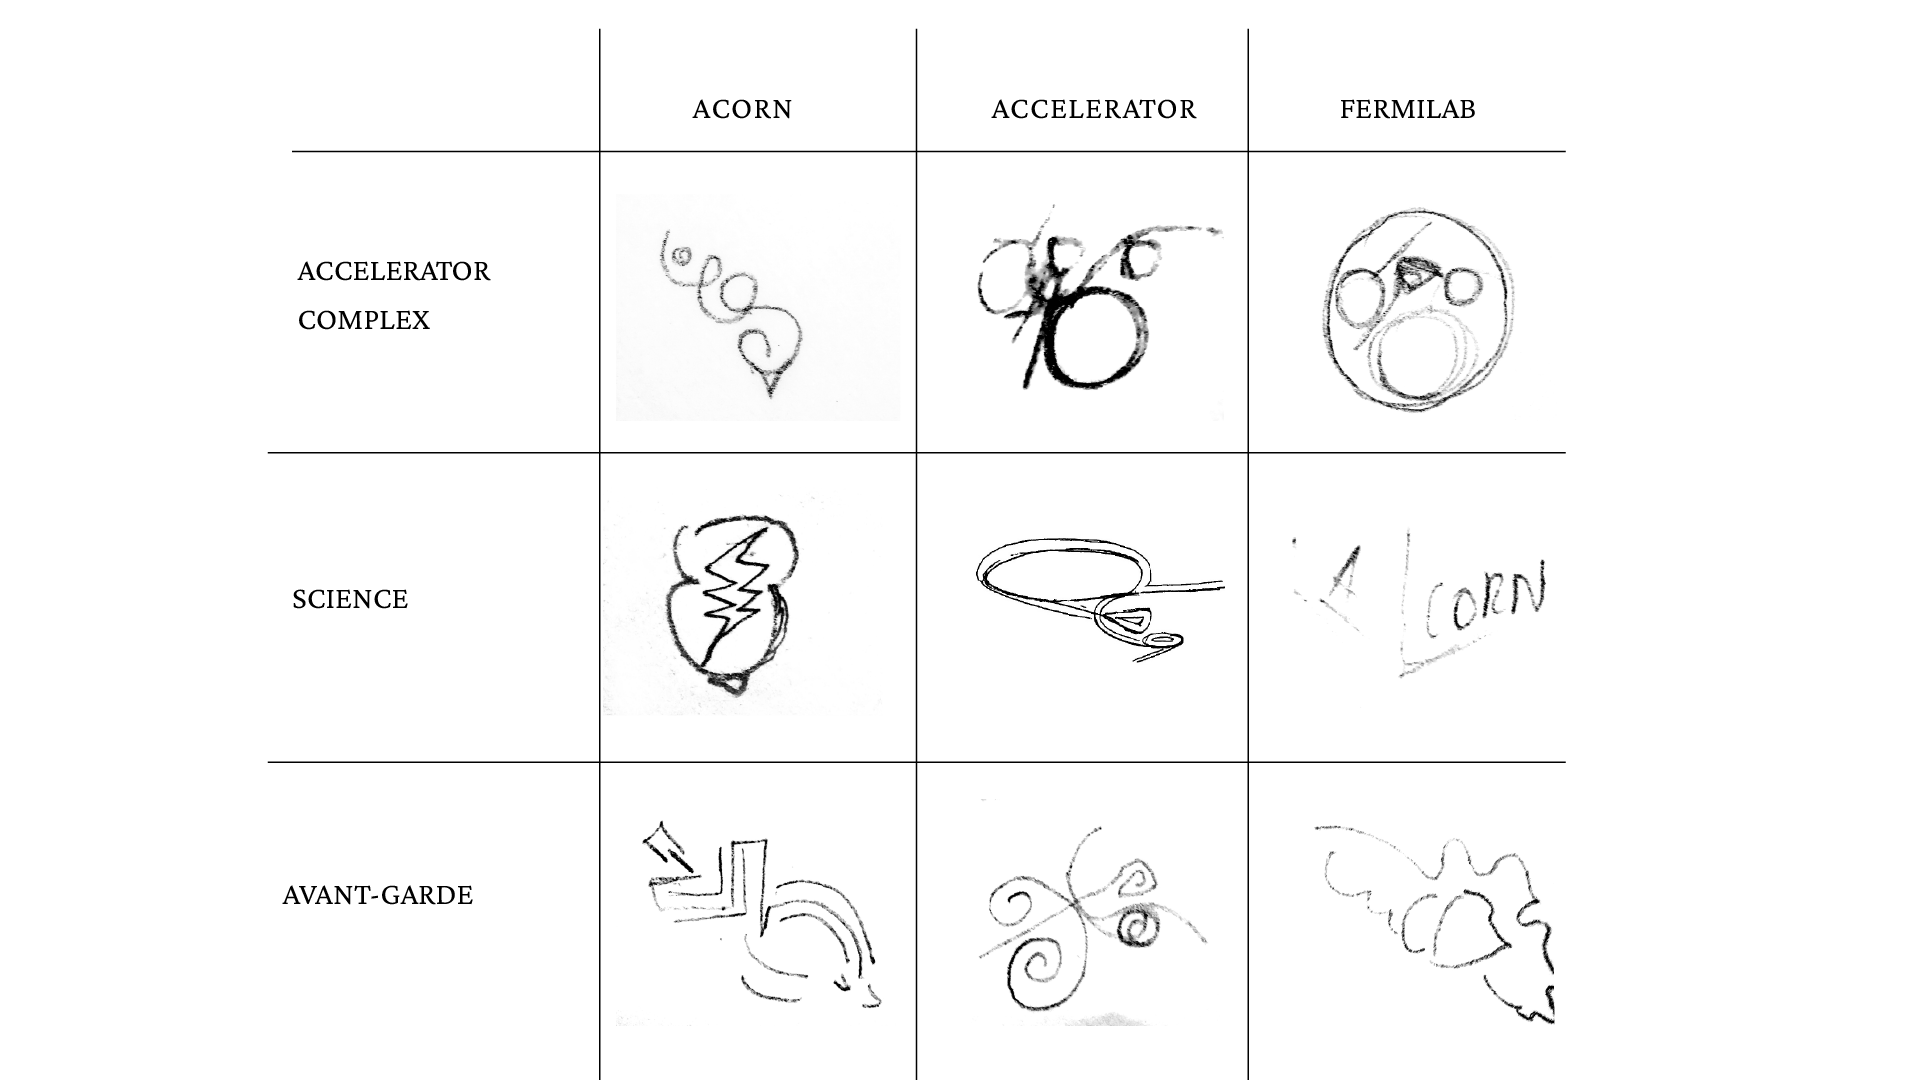 ACORN ACCELERATOR FERMILAB
ACCELERATOR
COMPLEX
SCIENCE
A CORN
AVANT-GARDE